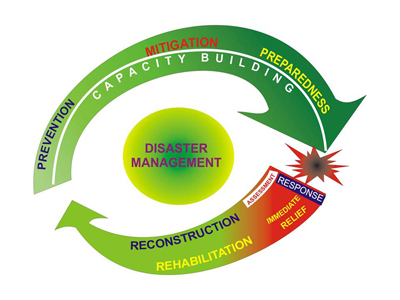 PREVENTION
MITIGATION
PREPAREDNESS
CAPACITY BUILDING
DISASTER
MANAGEMENT
ASSESSMENT
RESPONSE
IMMEDIATE
RELIEF
RECONSTRUCTION
REHABILITATION